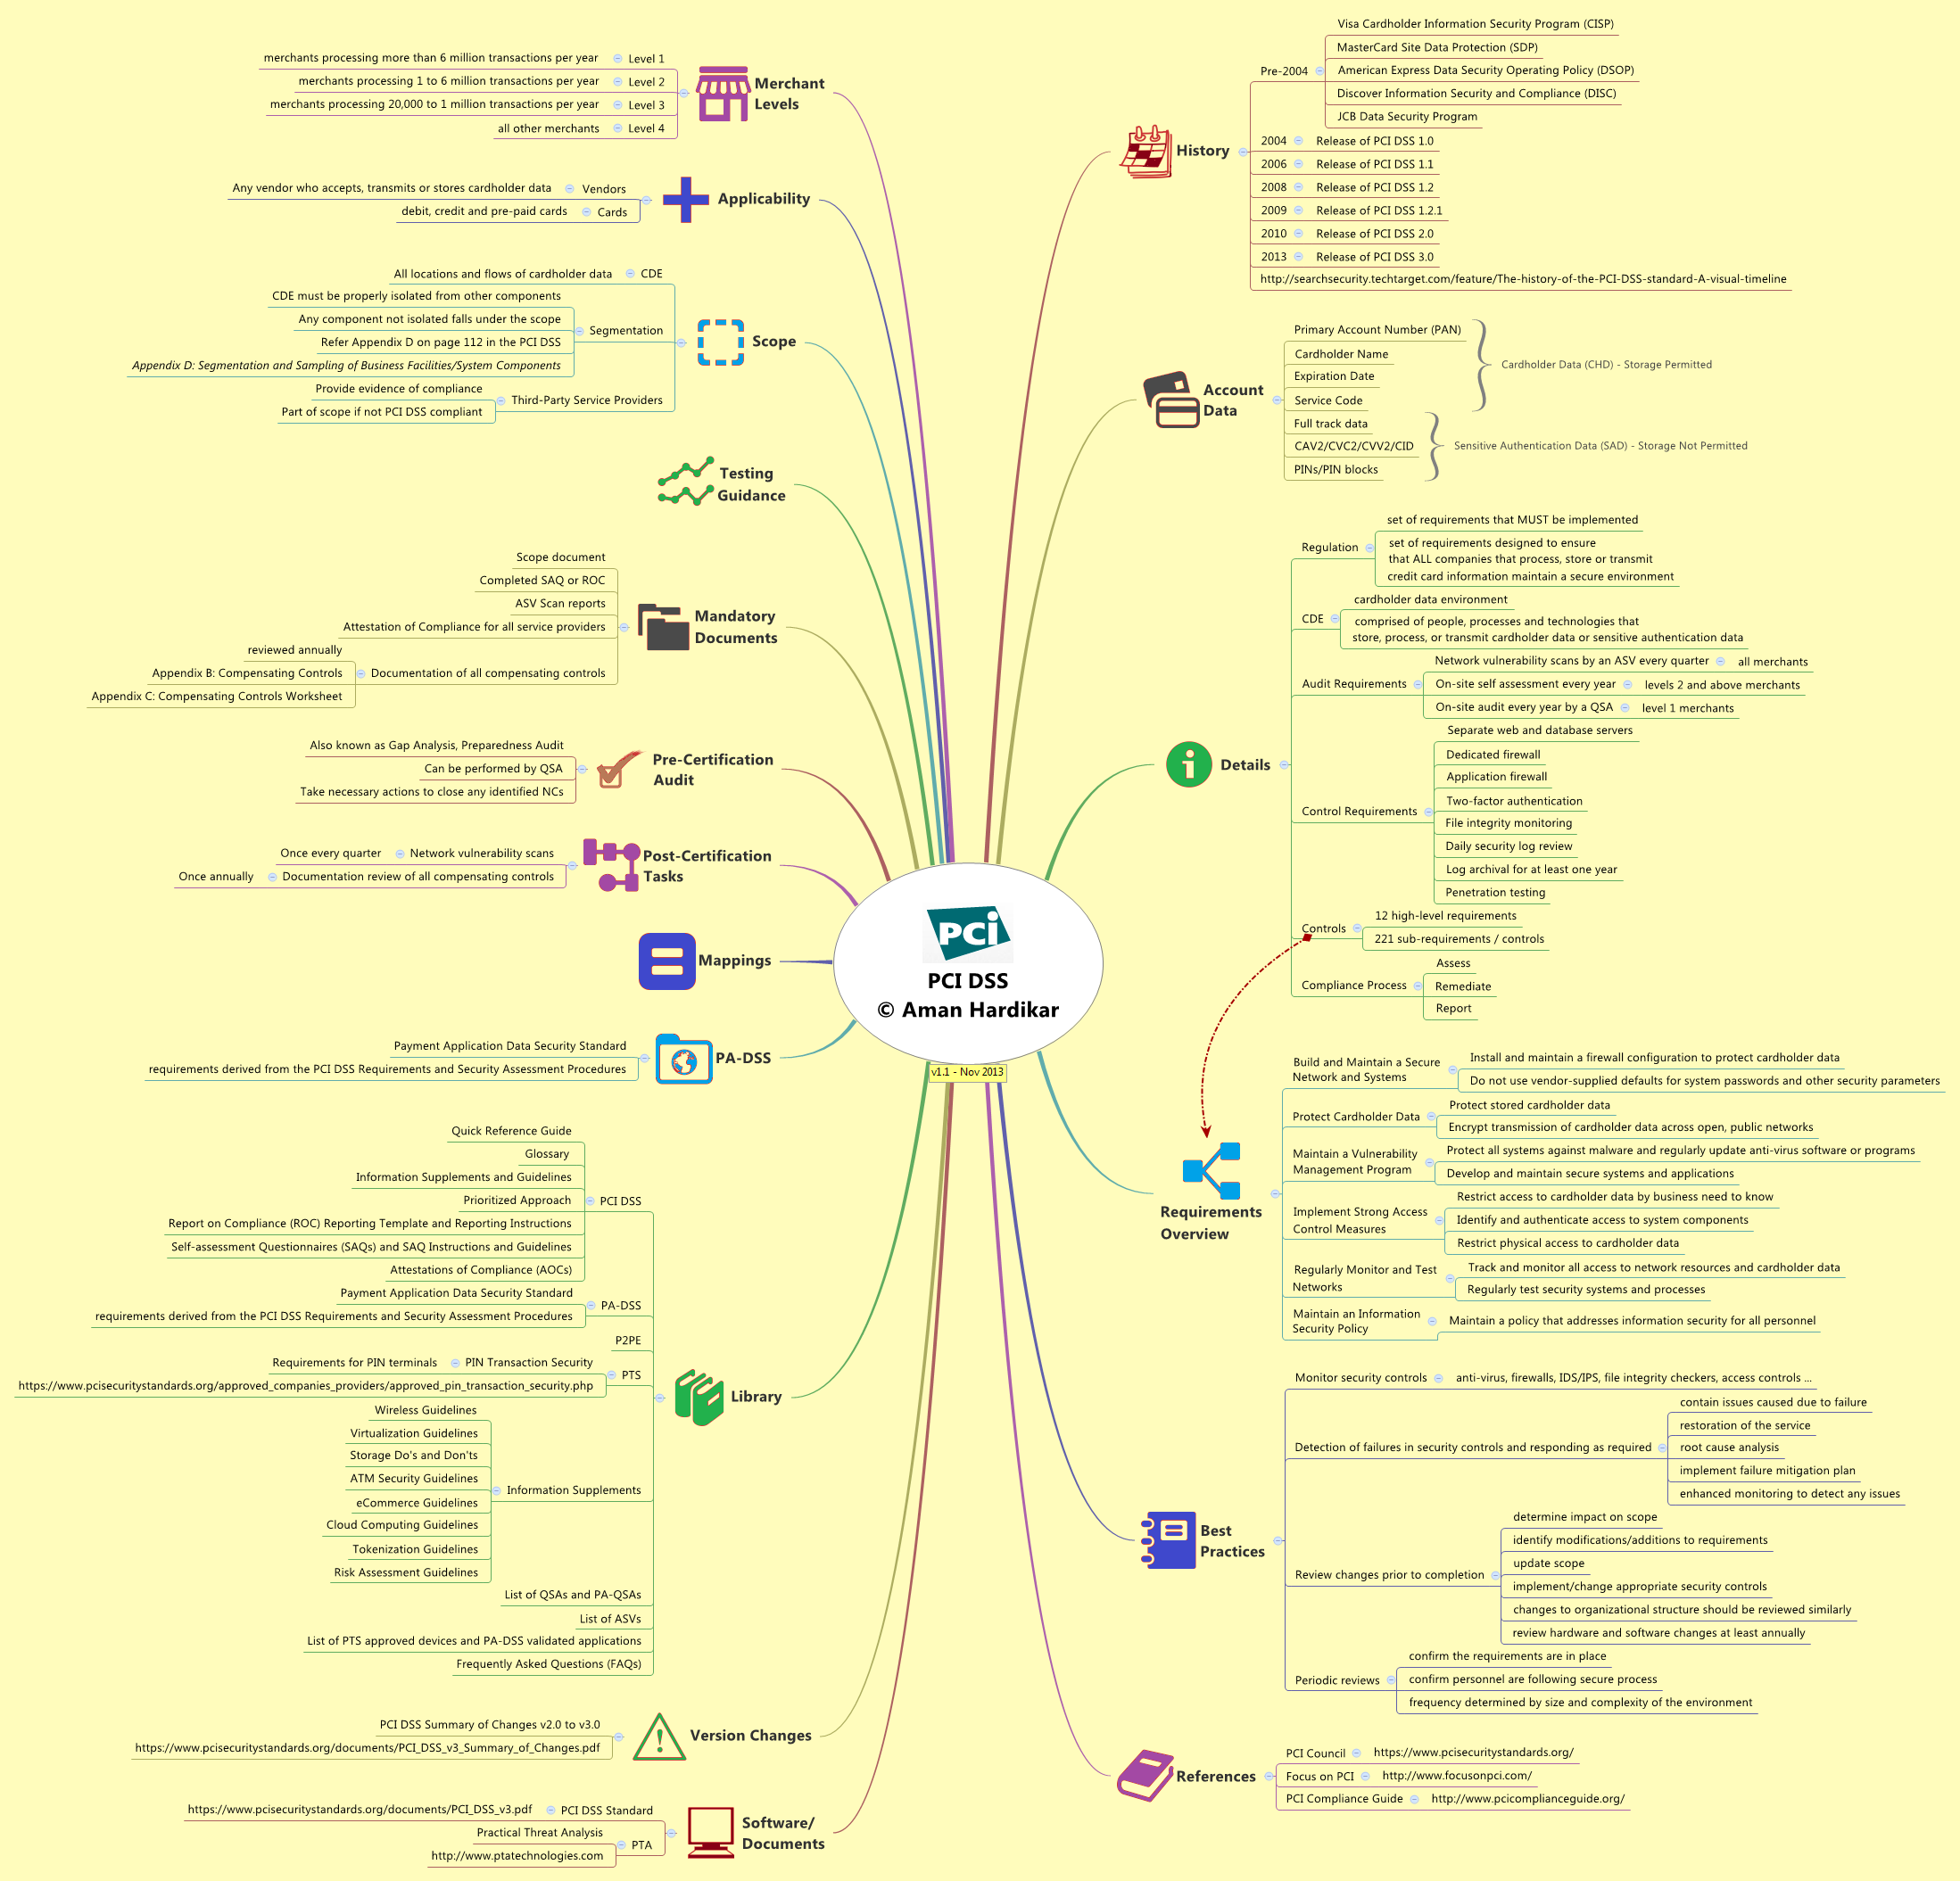 PCI
PCI DSS
© Aman Hardikar
v1.1 - Nov 2013
History
Pre-2004
Visa Cardholder Information Security Program (CISP)
MasterCard Site Data Protection (SDP)
American Express Data Security Operating Policy (DSOP)
Discover Information Security and Compliance (DISC)
JCB Data Security Program
2004 Release of PCI DSS 1.0
2006 Release of PCI DSS 1.1
2008 Release of PCI DSS 1.2
2009 Release of PCI DSS 1.2.1
2010 Release of PCI DSS 2.0
2013 Release of PCI DSS 3.0
http://searchsecurity.techtarget.com/feature/The-history-of-the-PCI-DSS-standard-A-visual-timeline
Account
Data
Primary Account Number (PAN)
Cardholder Name
Expiration Date
Service Code
Cardholder Data (CHD) - Storage Permitted
Full track data
CAV2/CVC2/CVV2/CID
PINs/PIN blocks
Sensitive Authentication Data (SAD) - Storage Not Permitted
Details
Regulation
set of requirements that MUST be implemented
set of requirements designed to ensure
that ALL companies that process, store or transmit
credit card information maintain a secure environment
CDE
cardholder data environment
comprised of people, processes and technologies that
store, process, or transmit cardholder data or sensitive authentication data
Audit Requirements
Network vulnerability scans by an ASV every quarter all merchants
On-site self assessment every year levels 2 and above merchants
On-site audit every year by a QSA level 1 merchants
Control Requirements
Separate web and database servers
Dedicated firewall
Application firewall
Two-factor authentication
File integrity monitoring
Daily security log review
Log archival for at least one year
Penetration testing
Controls
12 high-level requirements
221 sub-requirements / controls
Compliance Process
Assess
Remediate
Report
Requirements
Overview
Build and Maintain a Secure
Network and Systems
Install and maintain a firewall configuration to protect cardholder data
Do not use vendor-supplied defaults for system passwords and other security parameters
Protect Cardholder Data
Protect stored cardholder data
Encrypt transmission of cardholder data across open, public networks
Maintain a Vulnerability
Management Program
Protect all systems against malware and regularly update anti-virus software or programs
Develop and maintain secure systems and applications
Implement Strong Access
Control Measures
Restrict access to cardholder data by business need to know
Identify and authenticate access to system components
Restrict physical access to cardholder data
Regularly Monitor and Test
Networks
Track and monitor all access to network resources and cardholder data
Regularly test security systems and processes
Maintain an Information
Security Policy
Maintain a policy that addresses information security for all personnel
Best
Practices
Monitor security controls anti-virus, firewalls, IDS/IPS, file integrity checkers, access controls ...
Detection of failures in security controls and responding as required
contain issues caused due to failure
restoration of the service
root cause analysis
implement failure mitigation plan
enhanced monitoring to detect any issues
Review changes prior to completion
determine impact on scope
identify modifications/additions to requirements
update scope
implement/change appropriate security controls
changes to organizational structure should be reviewed similarly
review hardware and software changes at least annually
Periodic reviews
confirm the requirements are in place
confirm personnel are following secure process
frequency determined by size and complexity of the environment
References
PCI Council https://www.pcisecuritystandards.org/
Focus on PCI http://www.focusonpci.com/
PCI Compliance Guide http://www.pcicomplianceguide.org/
Merchant
Levels
merchants processing more than 6 million transactions per year Level 1
merchants processing 1 to 6 million transactions per year Level 2
merchants processing 20,000 to 1 million transactions per year Level 3
all other merchants Level 4
Applicability
Any vendor who accepts, transmits or stores cardholder data Vendors
debit, credit and pre-paid cards Cards
Scope
All locations and flows of cardholder data CDE
Segmentation
CDE must be properly isolated from other components
Any component not isolated falls under the scope
Refer Appendix D on page 112 in the PCI DSS
Appendix D: Segmentation and Sampling of Business Facilities/System Components
Third-Party Service Providers
Provide evidence of compliance
Part of scope if not PCI DSS compliant
Testing
Guidance
Mandatory
Documents
Scope document
Completed SAQ or ROC
ASV Scan reports
Attestation of Compliance for all service providers
Documentation of all compensating controls
reviewed annually
Appendix B: Compensating Controls
Appendix C: Compensating Controls Worksheet
Pre-Certification
Audit
Also known as Gap Analysis, Preparedness Audit
Can be performed by QSA
Take necessary actions to close any identified NCs
Post-Certification
Tasks
Once every quarter Network vulnerability scans
Once annually Documentation review of all compensating controls
Mappings
PA-DSS
Payment Application Data Security Standard
requirements derived from the PCI DSS Requirements and Security Assessment Procedures
Library
PCI DSS
Quick Reference Guide
Glossary
Information Supplements and Guidelines
Prioritized Approach
Report on Compliance (ROC) Reporting Template and Reporting Instructions
Self-assessment Questionnaires (SAQs) and SAQ Instructions and Guidelines
Attestations of Compliance (AOCs)
PA-DSS
Payment Application Data Security Standard
requirements derived from the PCI DSS Requirements and Security Assessment Procedures
P2PE
PTS
Requirements for PIN terminals PIN Transaction Security
https://www.pcisecuritystandards.org/approved_companies_providers/approved_pin_transaction_security.php
Information Supplements
Wireless Guidelines
Virtualization Guidelines
Storage Do's and Don'ts
ATM Security Guidelines
eCommerce Guidelines
Cloud Computing Guidelines
Tokenization Guidelines
Risk Assessment Guidelines
List of QSAs and PA-QSAs
List of ASVs
List of PTS approved devices and PA-DSS validated applications
Frequently Asked Questions (FAQs)
Version Changes
PCI DSS Summary of Changes v2.0 to v3.0
https://www.pcisecuritystandards.org/documents/PCI_DSS_v3_Summary_of_Changes.pdf
Software/
Documents
https://www.pcisecuritystandards.org/documents/PCI_DSS_v3.pdf PCI DSS Standard
PTA
Practical Threat Analysis
http://www.ptatechnologies.com